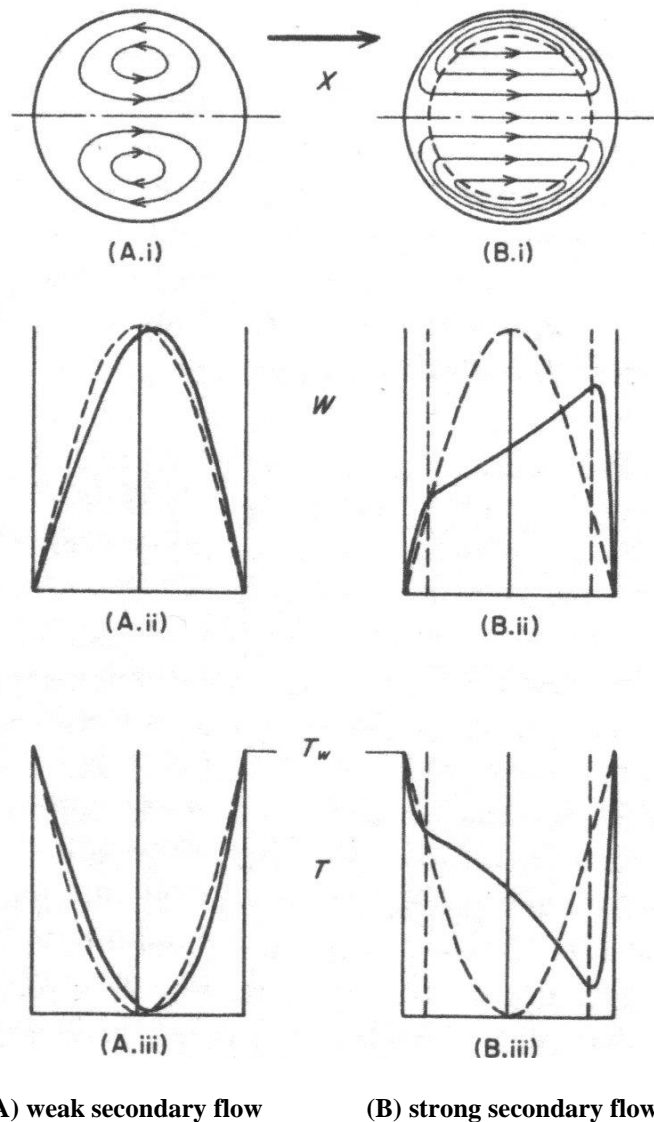 X
(A.i) (B.i)
W
(A.ii) (B.ii)
T_w
T
(A.iii) (B.iii)
A) weak secondary flow (B) strong secondary flow